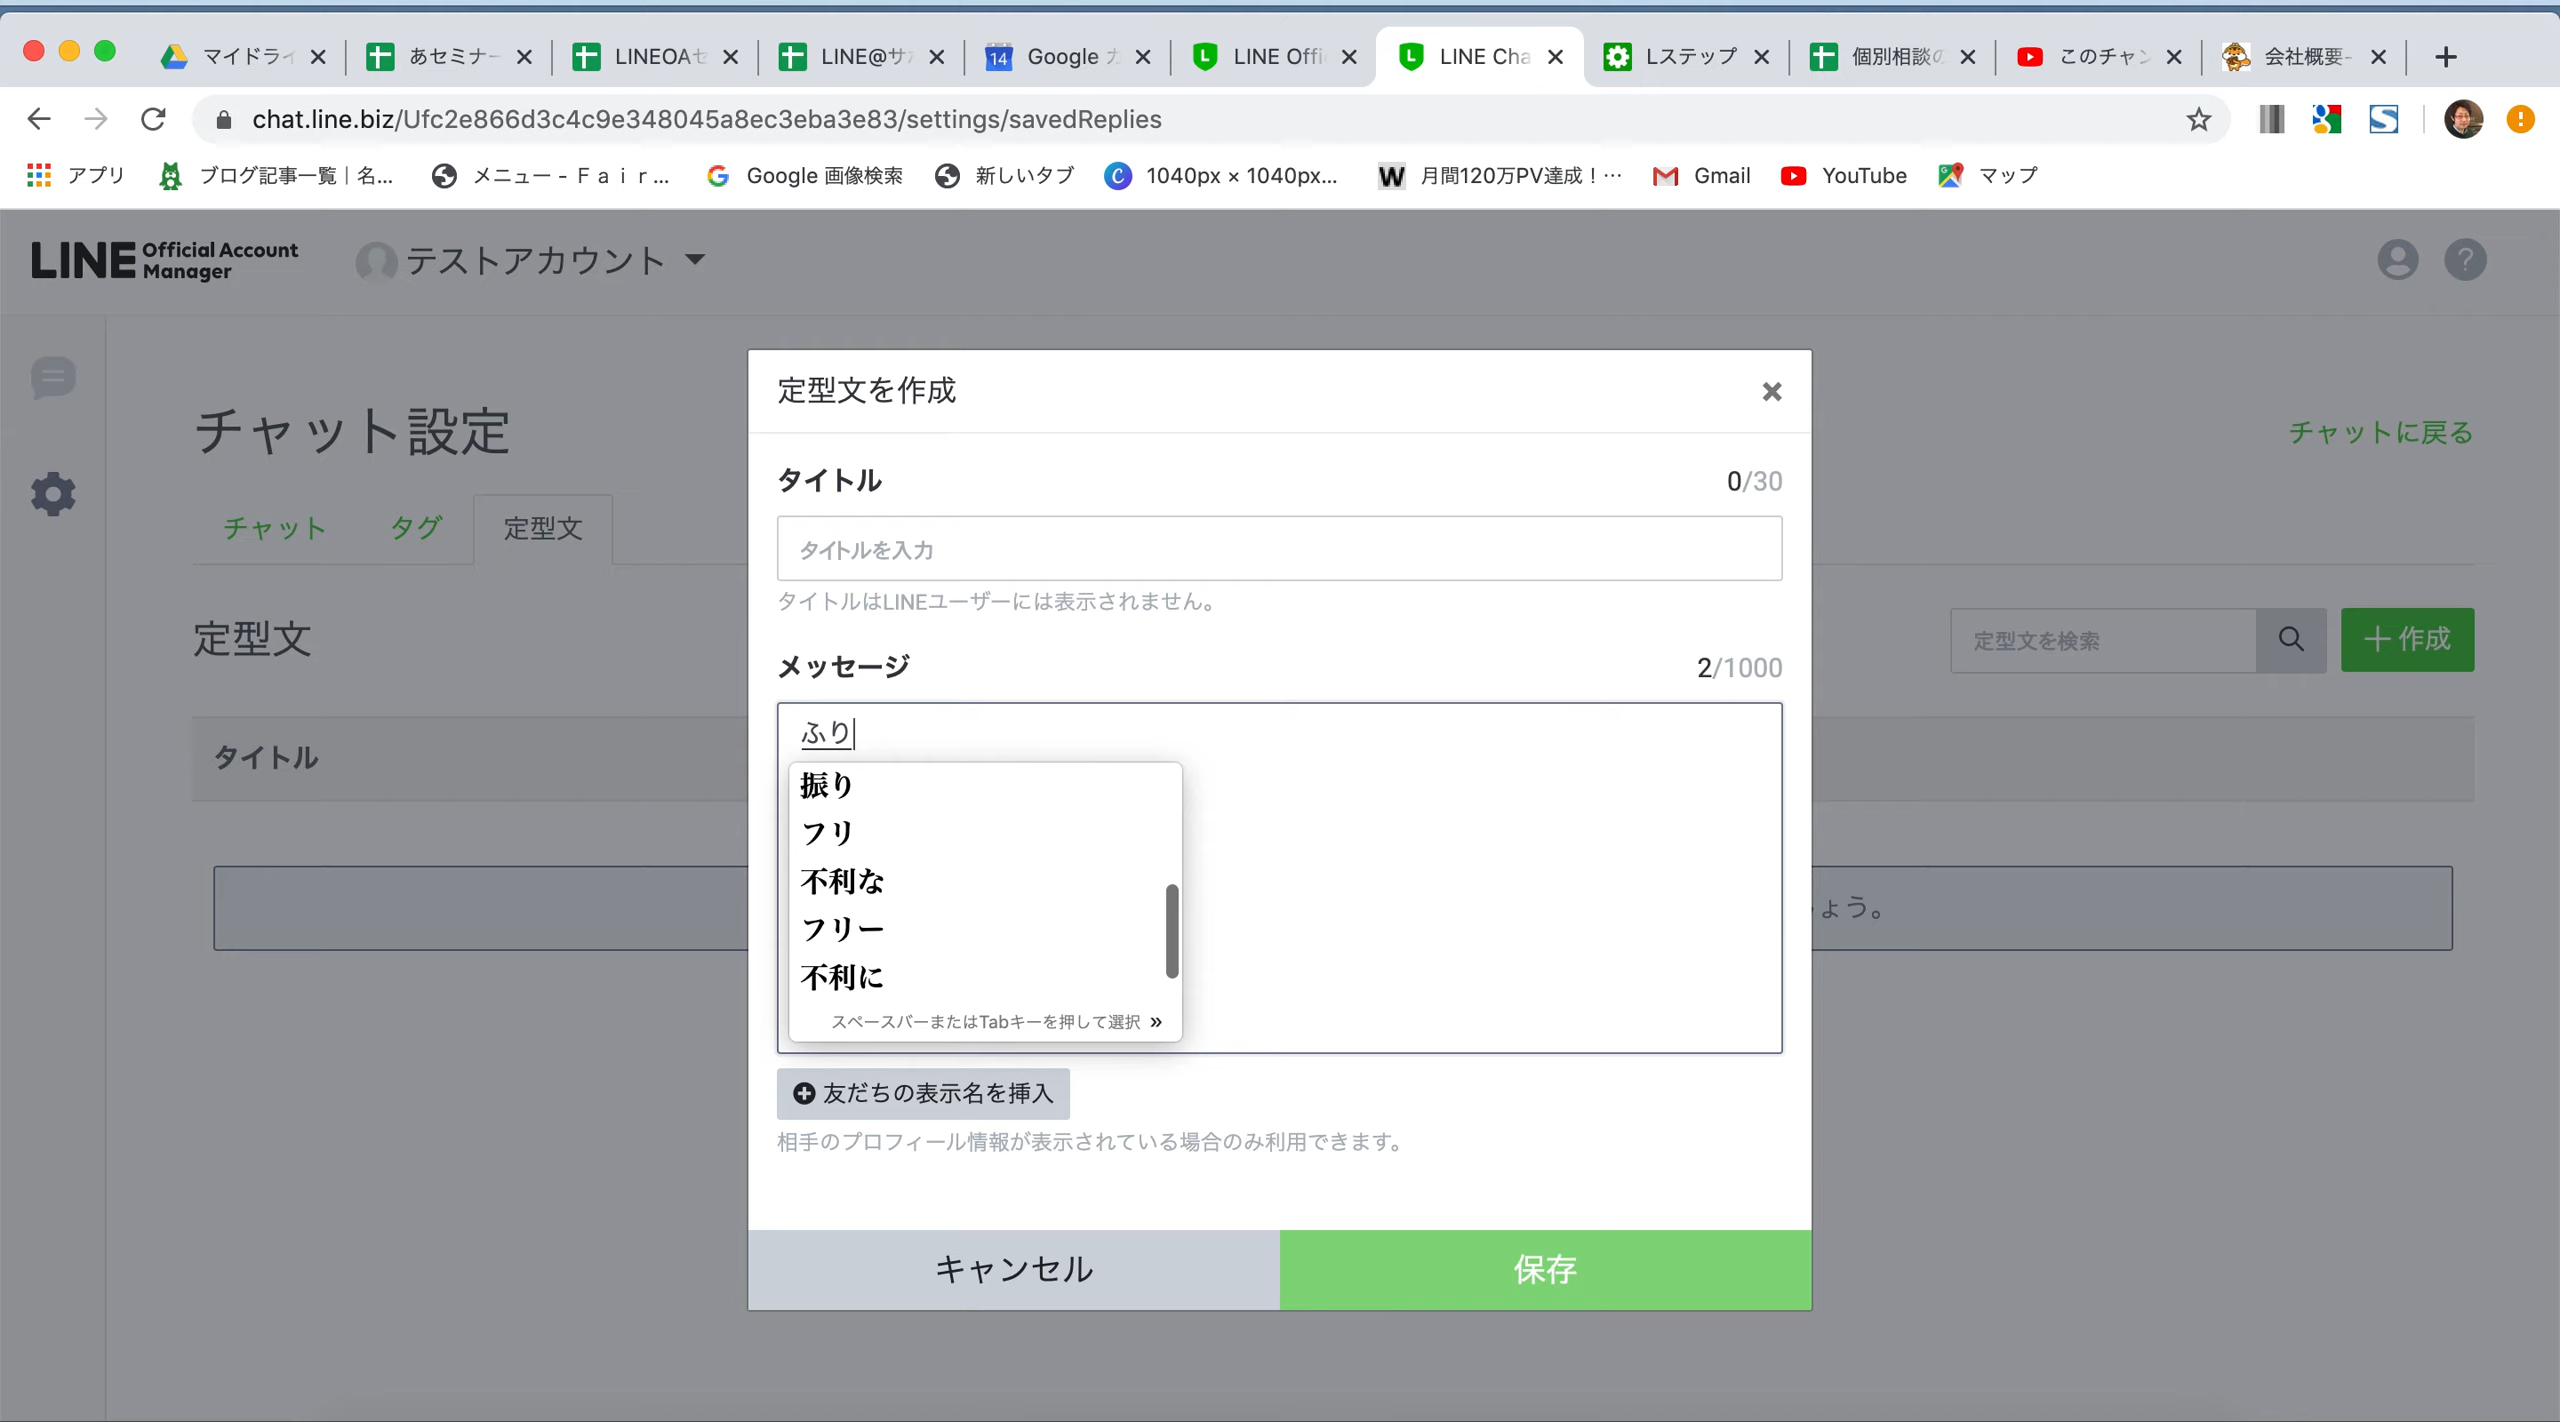 マイドライ
あセミナー
LINEOAセ
LINE@サ
14
Google カ
LINE Offi
LINE Cha
Lステップ
個別相談の
このチャン
会社概要-
chat.line.biz/Ufc2e866d3c4c9e348045a8ec3eba3e83/settings/savedReplies
アプリ
ブログ記事一覧｜名...
メニュー - F a i r...
Google 画像検索
新しいタブ
1040px × 1040px...
月間120万PV達成！…
Gmail
YouTube
マップ
LINE Official Account Manager
テストアカウント
チャット設定
チャットに戻る
チャット
タグ
定型文
定型文
定型文を検索
＋作成
タイトル
ょう。
定型文を作成
タイトル
0/30
タイトルを入力
タイトルはLINEユーザーには表示されません。
メッセージ
2/1000
ふり
振り
フリ
不利な
フリー
不利に
スペースバーまたはTabキーを押して選択 »
友だちの表示名を挿入
相手のプロフィール情報が表示されている場合のみ利用できます。
キャンセル
保存